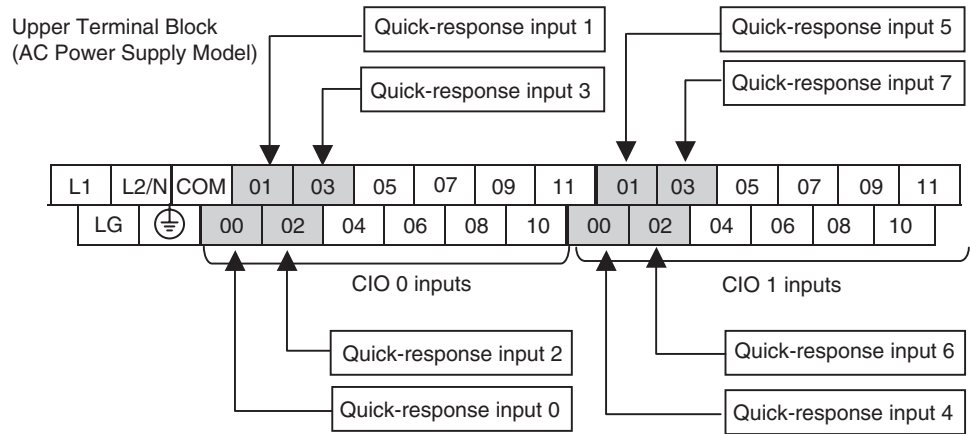 Upper Terminal Block
(AC Power Supply Model)
Quick-response input 1
Quick-response input 3
Quick-response input 5
Quick-response input 7
L1 L2/N COM 01 03 05 07 09 11 01 03 05 07 09 11
LG 00 02 04 06 08 10 00 02 04 06 08 10
CIO 0 inputs
CIO 1 inputs
Quick-response input 2
Quick-response input 6
Quick-response input 0
Quick-response input 4